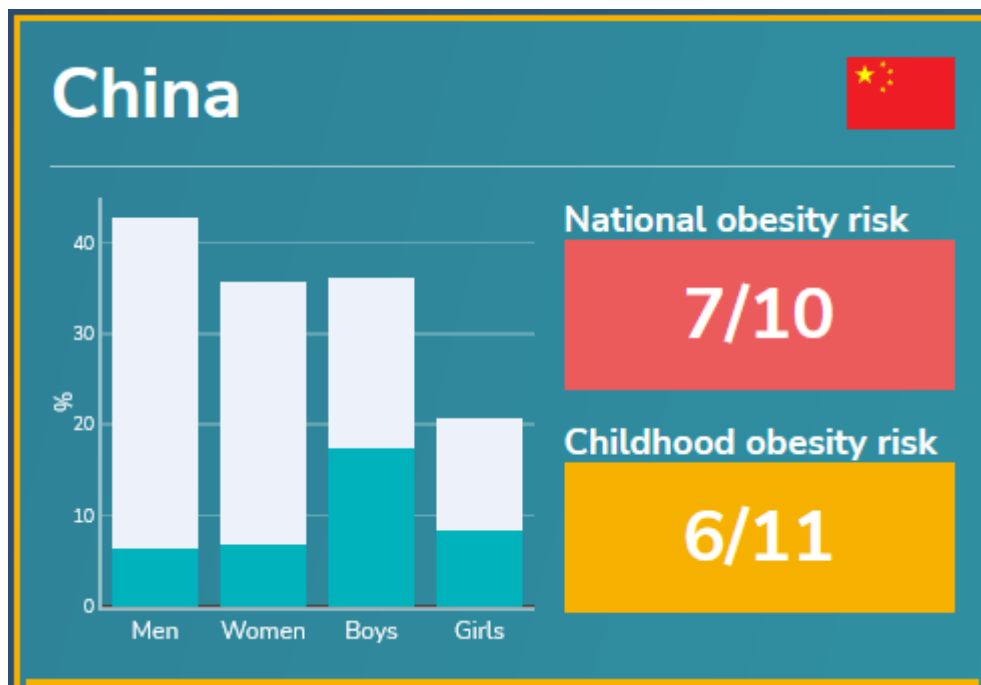 China
National obesity risk
7/10
Childhood obesity risk
6/11
%
40
30
20
10
0
Men Women Boys Girls